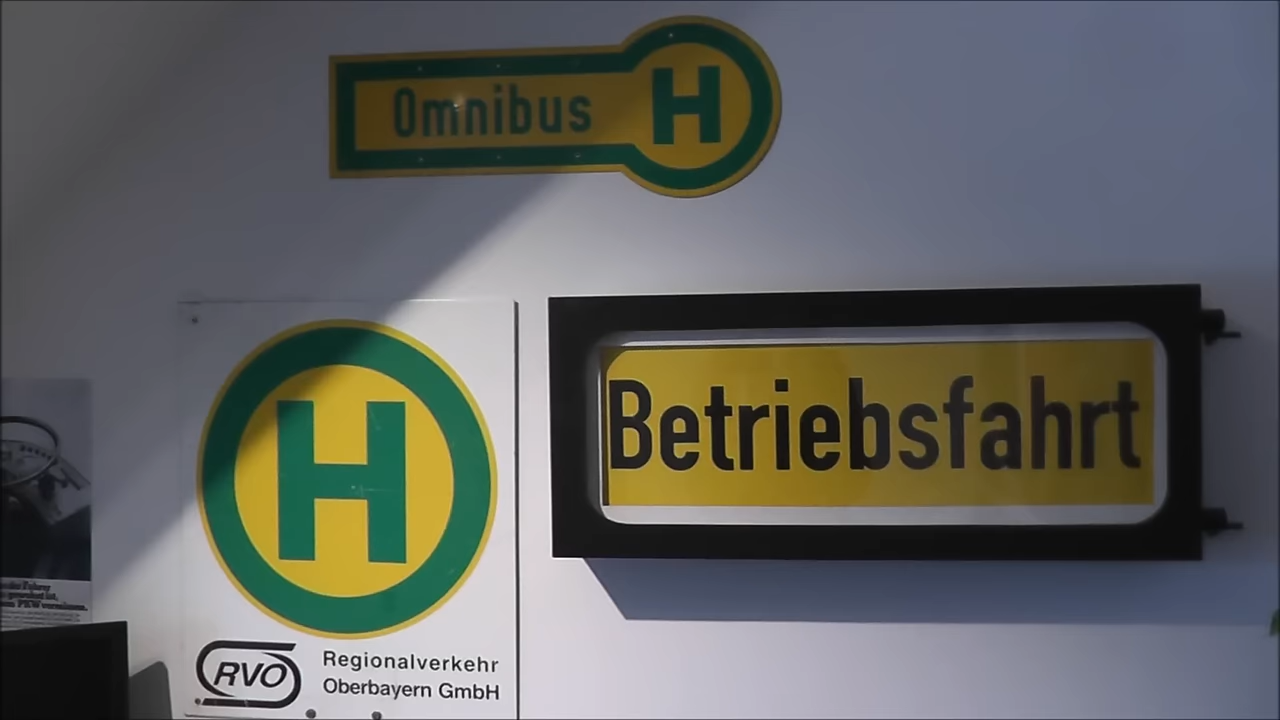 Omnibus H
H
Betriebsfahrt
RVO
Regionalverkehr
Oberbayern GmbH